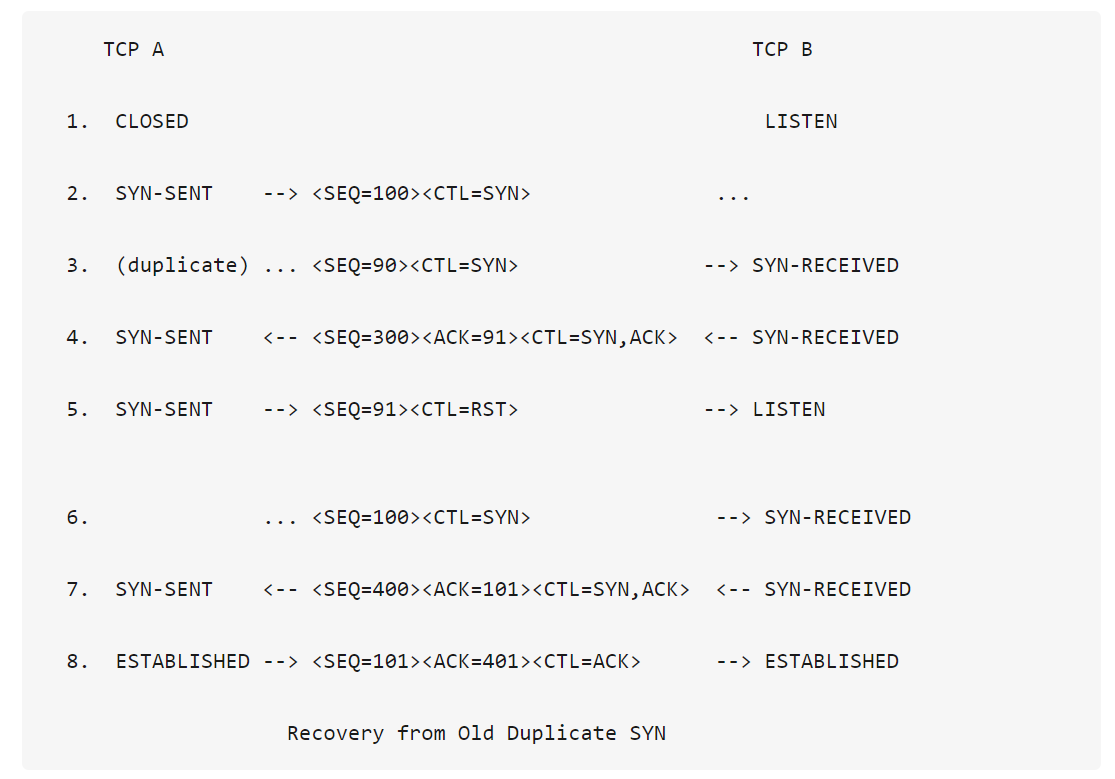 TCP A                                                TCP B
1.  CLOSED                                               LISTEN
2.  SYN-SENT    --> <SEQ=100><CTL=SYN>               ...
3.  (duplicate) ... <SEQ=90><CTL=SYN>               --> SYN-RECEIVED
4.  SYN-SENT    <-- <SEQ=300><ACK=91><CTL=SYN,ACK>  <-- SYN-RECEIVED
5.  SYN-SENT    --> <SEQ=91><CTL=RST>               --> LISTEN
6.              ... <SEQ=100><CTL=SYN>               --> SYN-RECEIVED
7.  SYN-SENT    <-- <SEQ=400><ACK=101><CTL=SYN,ACK>  <-- SYN-RECEIVED
8.  ESTABLISHED --> <SEQ=101><ACK=401><CTL=ACK>      --> ESTABLISHED
Recovery from Old Duplicate SYN